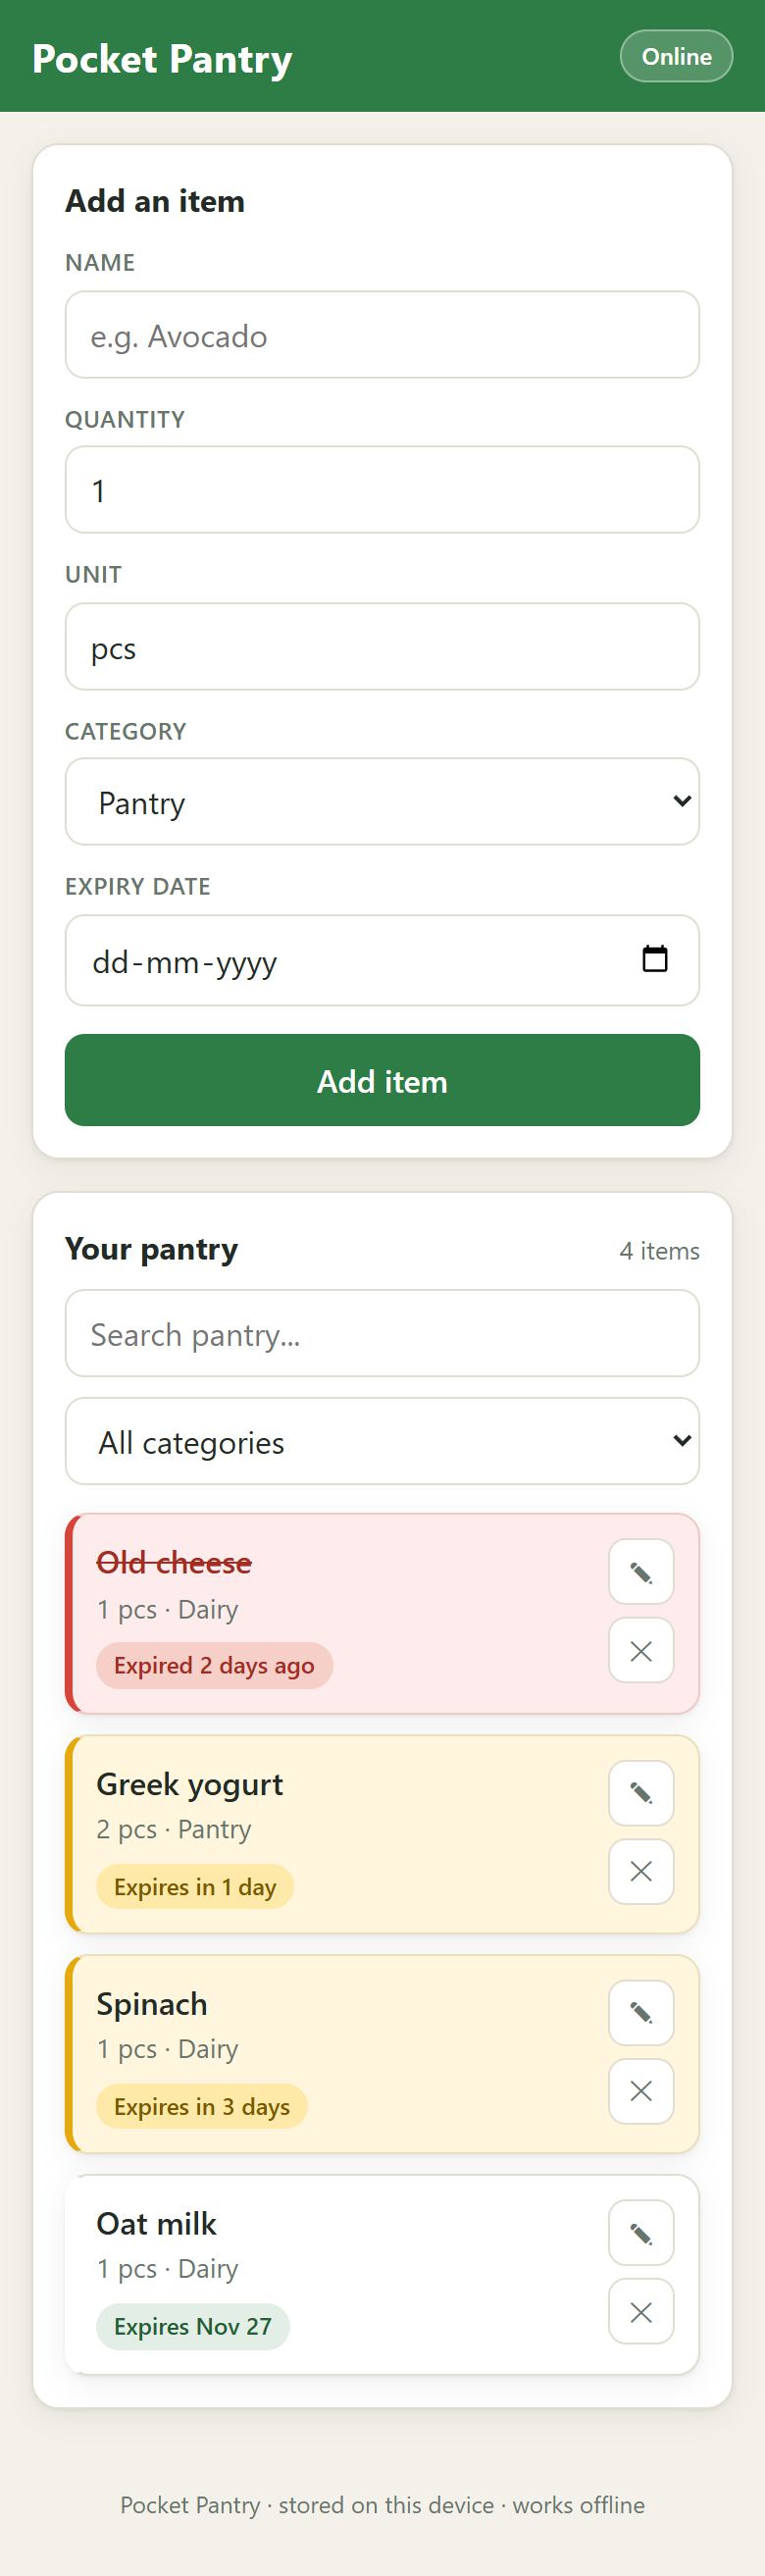 Pocket Pantry
Online
Add an item
NAME
e.g. Avocado
QUANTITY
1
UNIT
pcs
CATEGORY
Pantry
EXPIRY DATE
dd-mm-yyyy
Add item
Your pantry
4 items
Search pantry...
All categories
Old cheese
1 pcs · Dairy
Expired 2 days ago
Greek yogurt
2 pcs · Pantry
Expires in 1 day
Spinach
1 pcs · Dairy
Expires in 3 days
Oat milk
1 pcs · Dairy
Expires Nov 27
Pocket Pantry · stored on this device · works offline